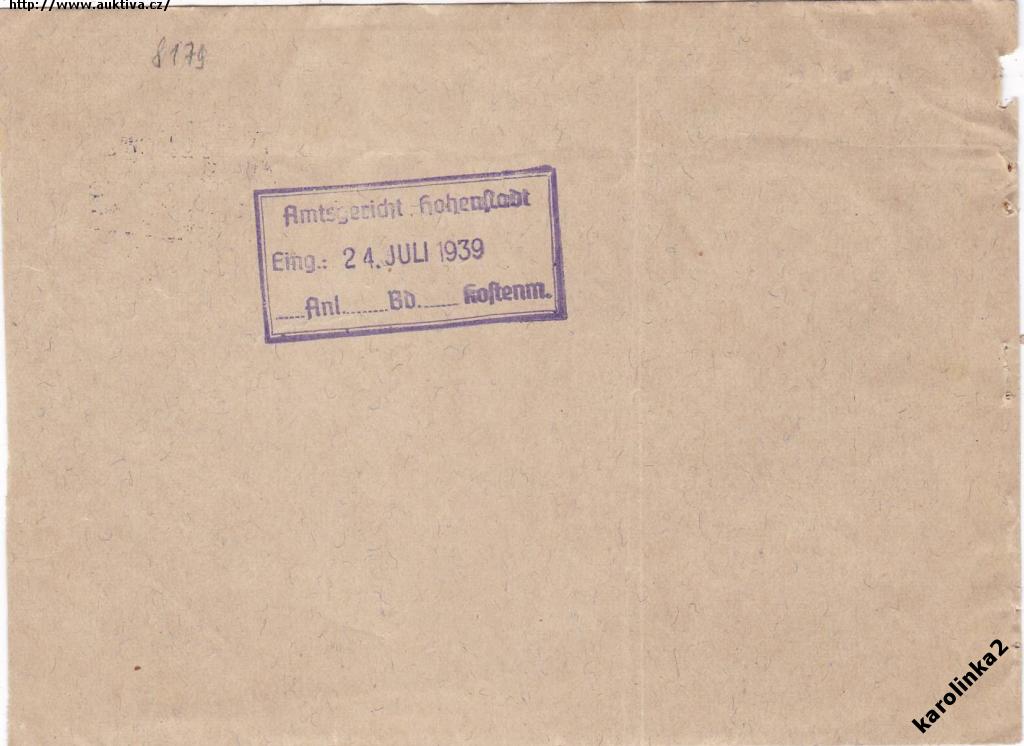 http://www.auktiva.cz/
8179
Amtsgericht Hohenstadt
Eing.: 24. JULI 1939
.....Anl........Bd....... Kostenm.
karolinka2